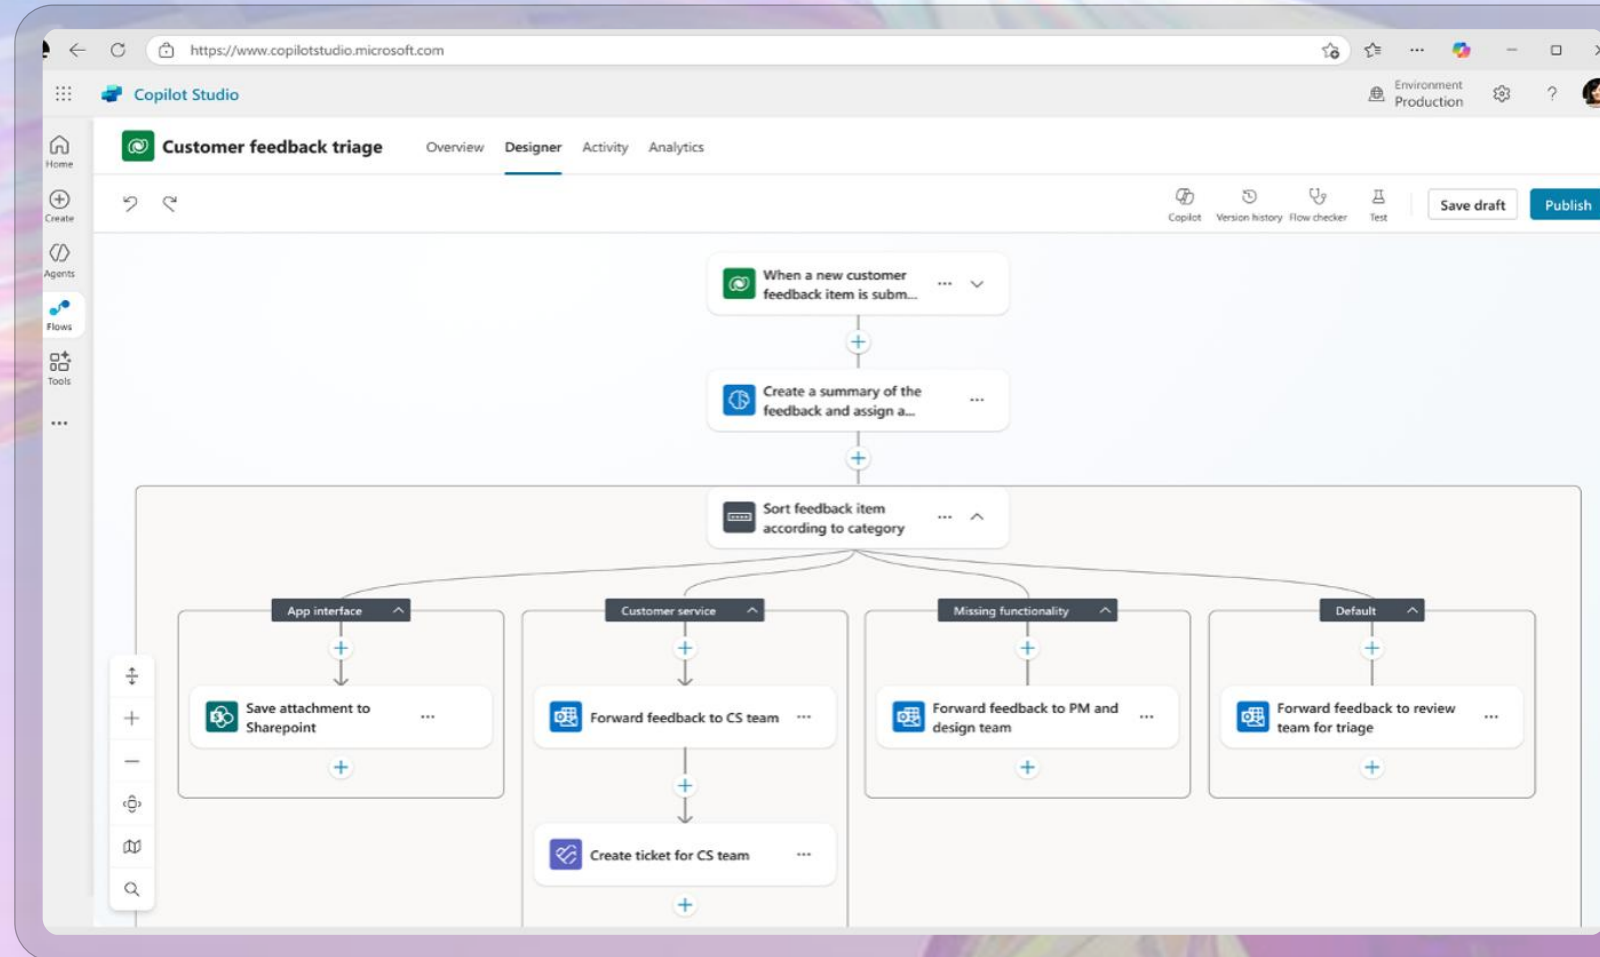 https://www.copilotstudio.microsoft.com
Copilot Studio
Environment
Production
Home
Create
Agents
Flows
Tools
Customer feedback triage
Overview
Designer
Activity
Analytics
Copilot
Version history
Flow checker
Test
Save draft
Publish
When a new customer
feedback item is subm...
Create a summary of the
feedback and assign a...
Sort feedback item
according to category
App interface
Customer service
Missing functionality
Default
Save attachment to
Sharepoint
Forward feedback to CS team
Forward feedback to PM and
design team
Forward feedback to review
team for triage
Create ticket for CS team